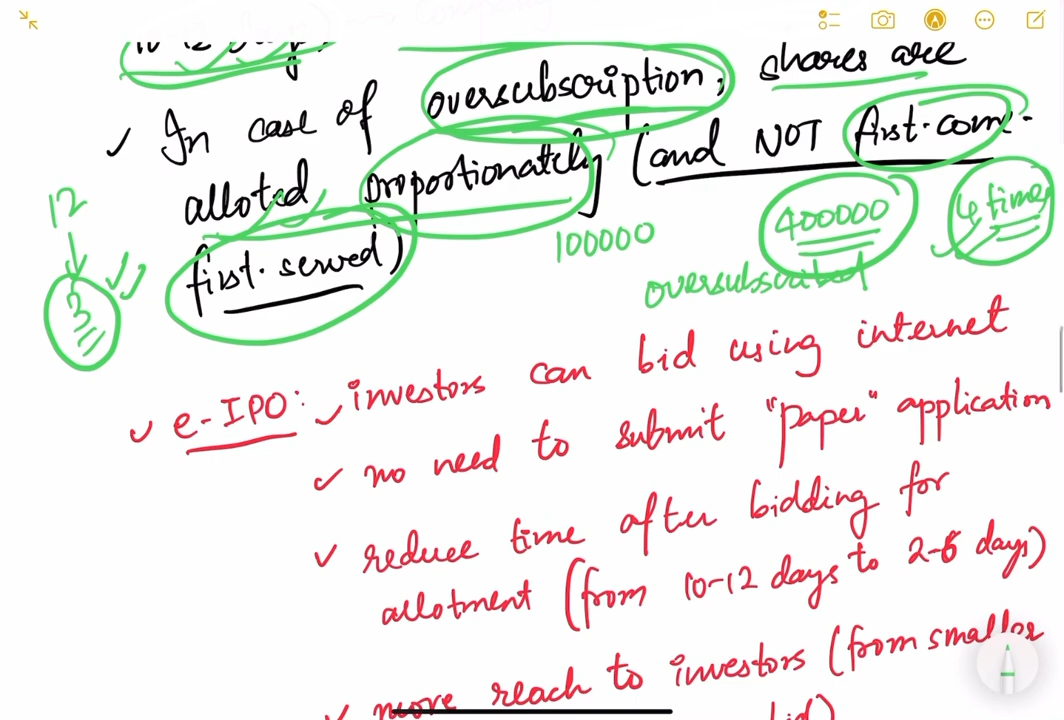 In case of oversubscription, shares are
alloted proportionately (and NOT first-come-
first-served)
12
3
100000
400000
4 times
oversubscribed
e-IPO: investors can bid using internet
no need to submit "paper" application
reduce time after bidding for
allotment (from 10-12 days to 2-6 days)
more reach to investors (from smaller
bid)